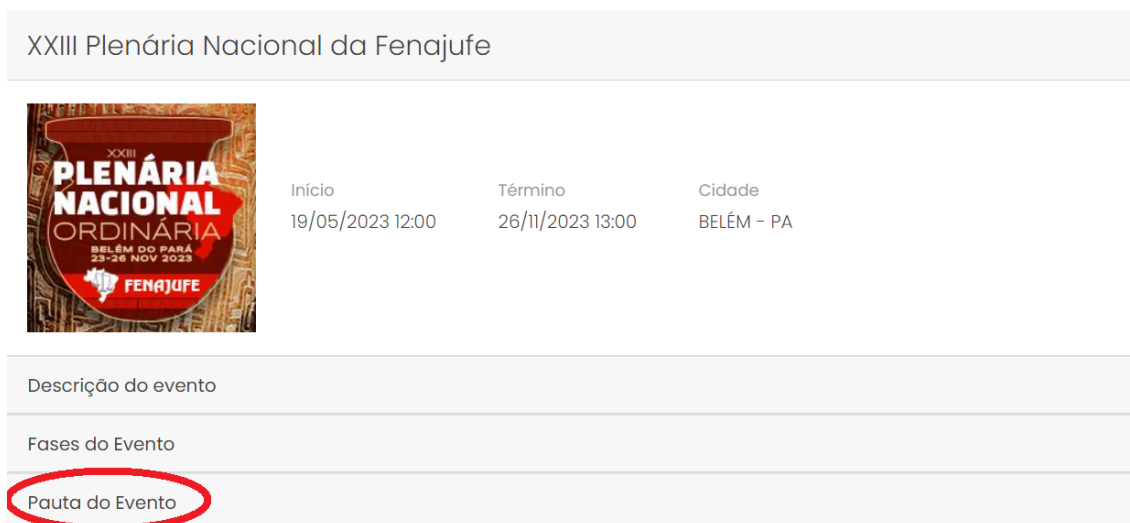 XXIII Plenária Nacional da Fenajufe
XXIII
PLENÁRIA
NACIONAL
ORDINÁRIA
BELÉM DO PARÁ
23-26 NOV 2023
FENAJUFE
Início
Término
Cidade
19/05/2023 12:00
26/11/2023 13:00
BELÉM - PA
Descrição do evento
Fases do Evento
Pauta do Evento